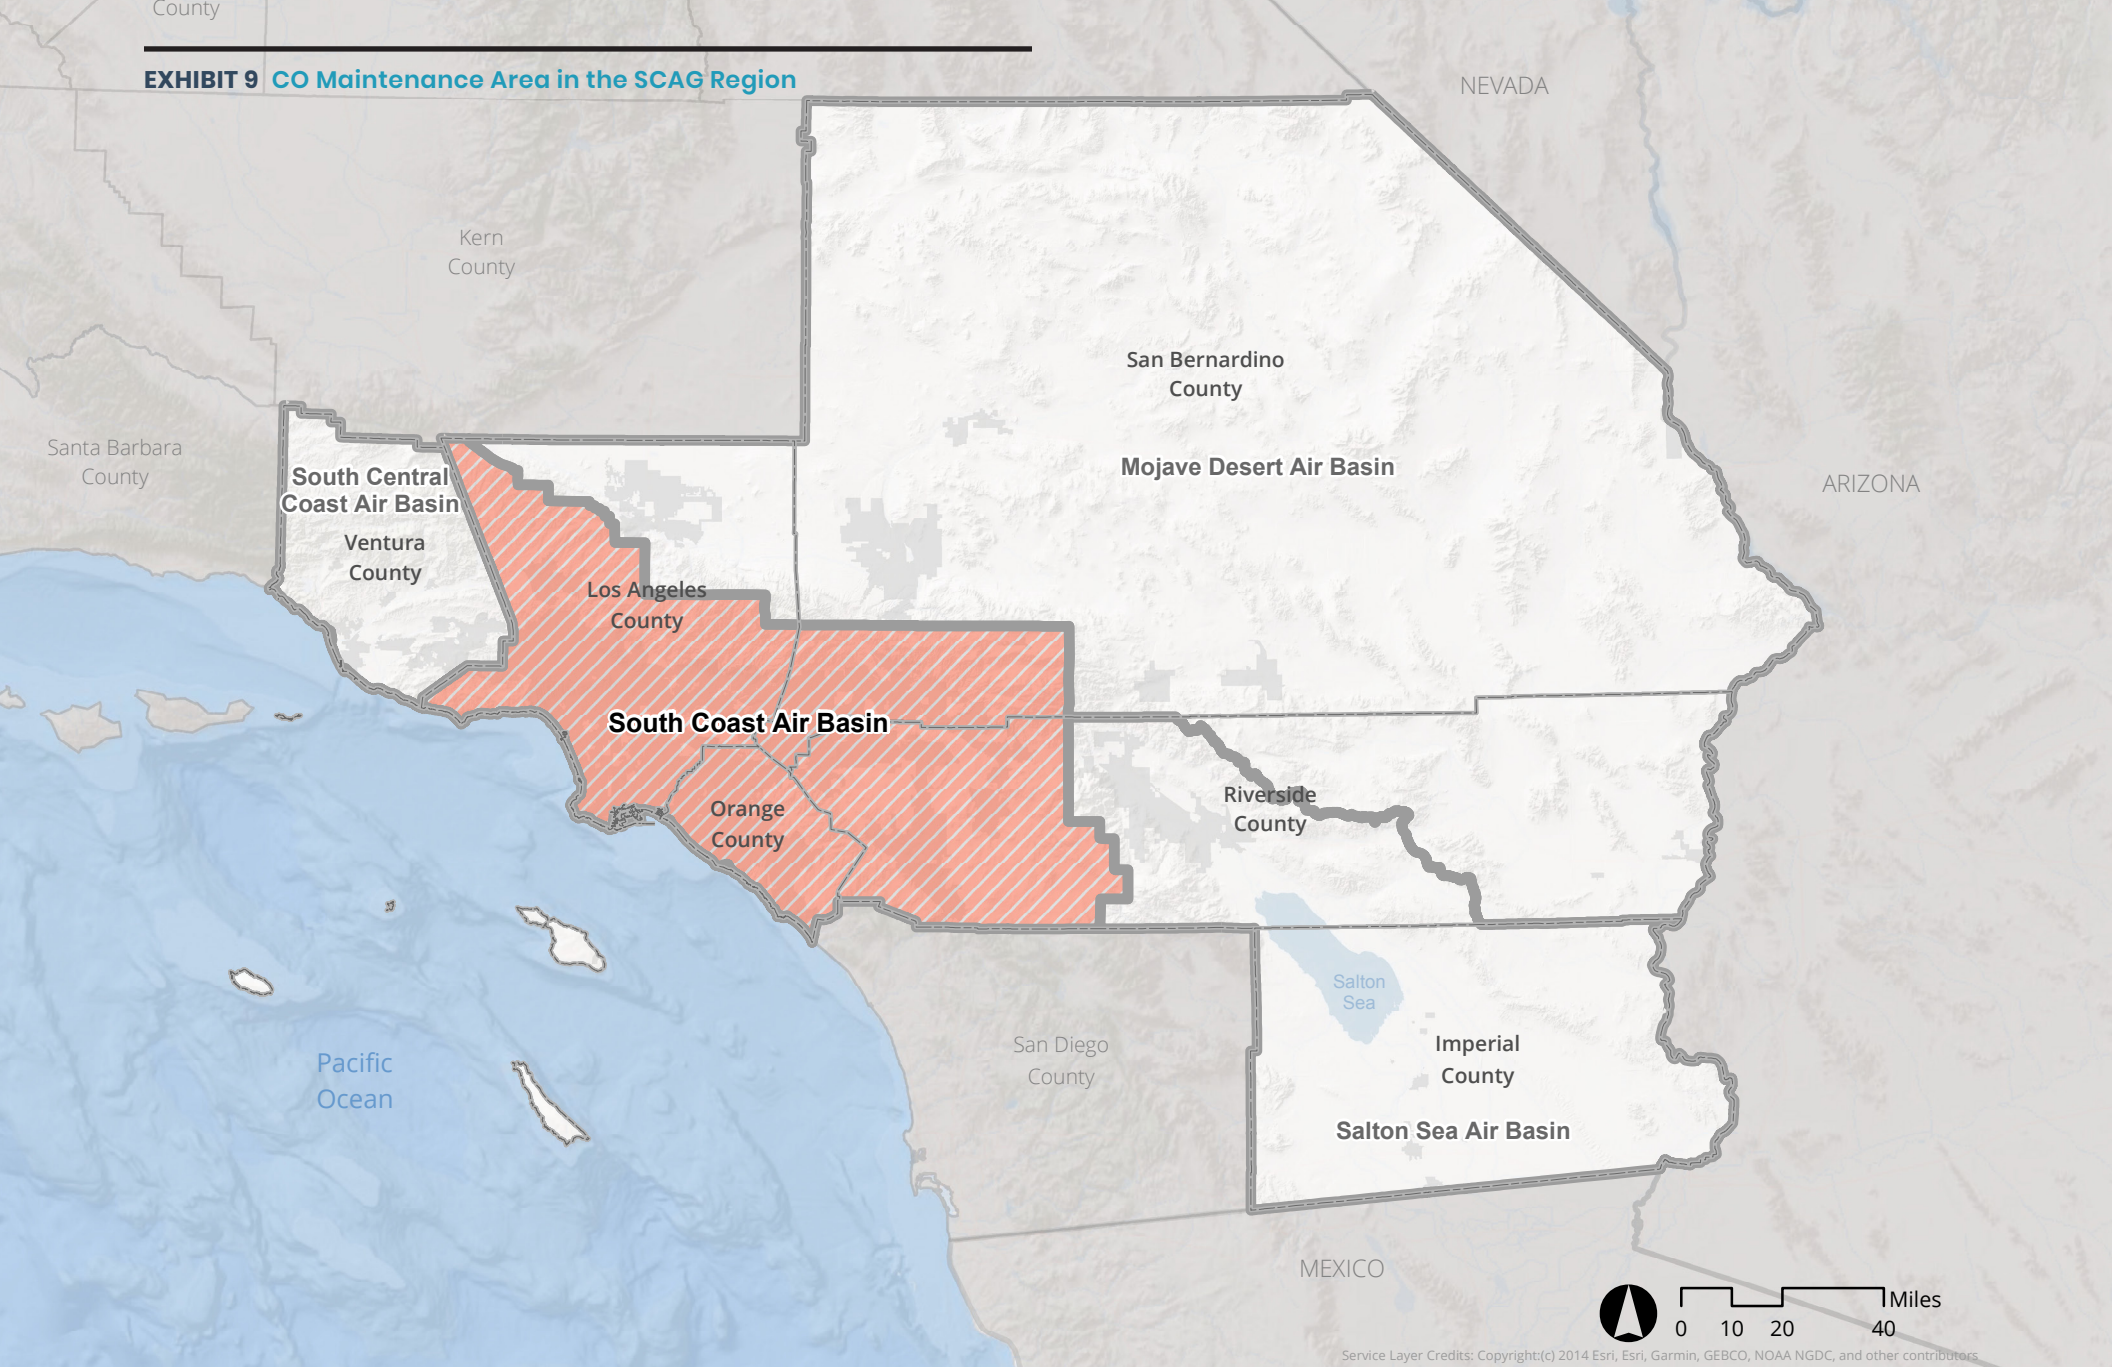 County
EXHIBIT 9 CO Maintenance Area in the SCAG Region
NEVADA
Kern
County
San Bernardino
County
Santa Barbara
County
South Central
Coast Air Basin
Mojave Desert Air Basin
ARIZONA
Ventura
County
Los Angeles
County
South Coast Air Basin
Orange
County
Riverside
County
Salton
Sea
Pacific
Ocean
San Diego
County
Imperial
County
Salton Sea Air Basin
MEXICO
Miles
0 10 20 40
Service Layer Credits: Copyright:(c) 2014 Esri, Esri, Garmin, GEBCO, NOAA NGDC, and other contributors